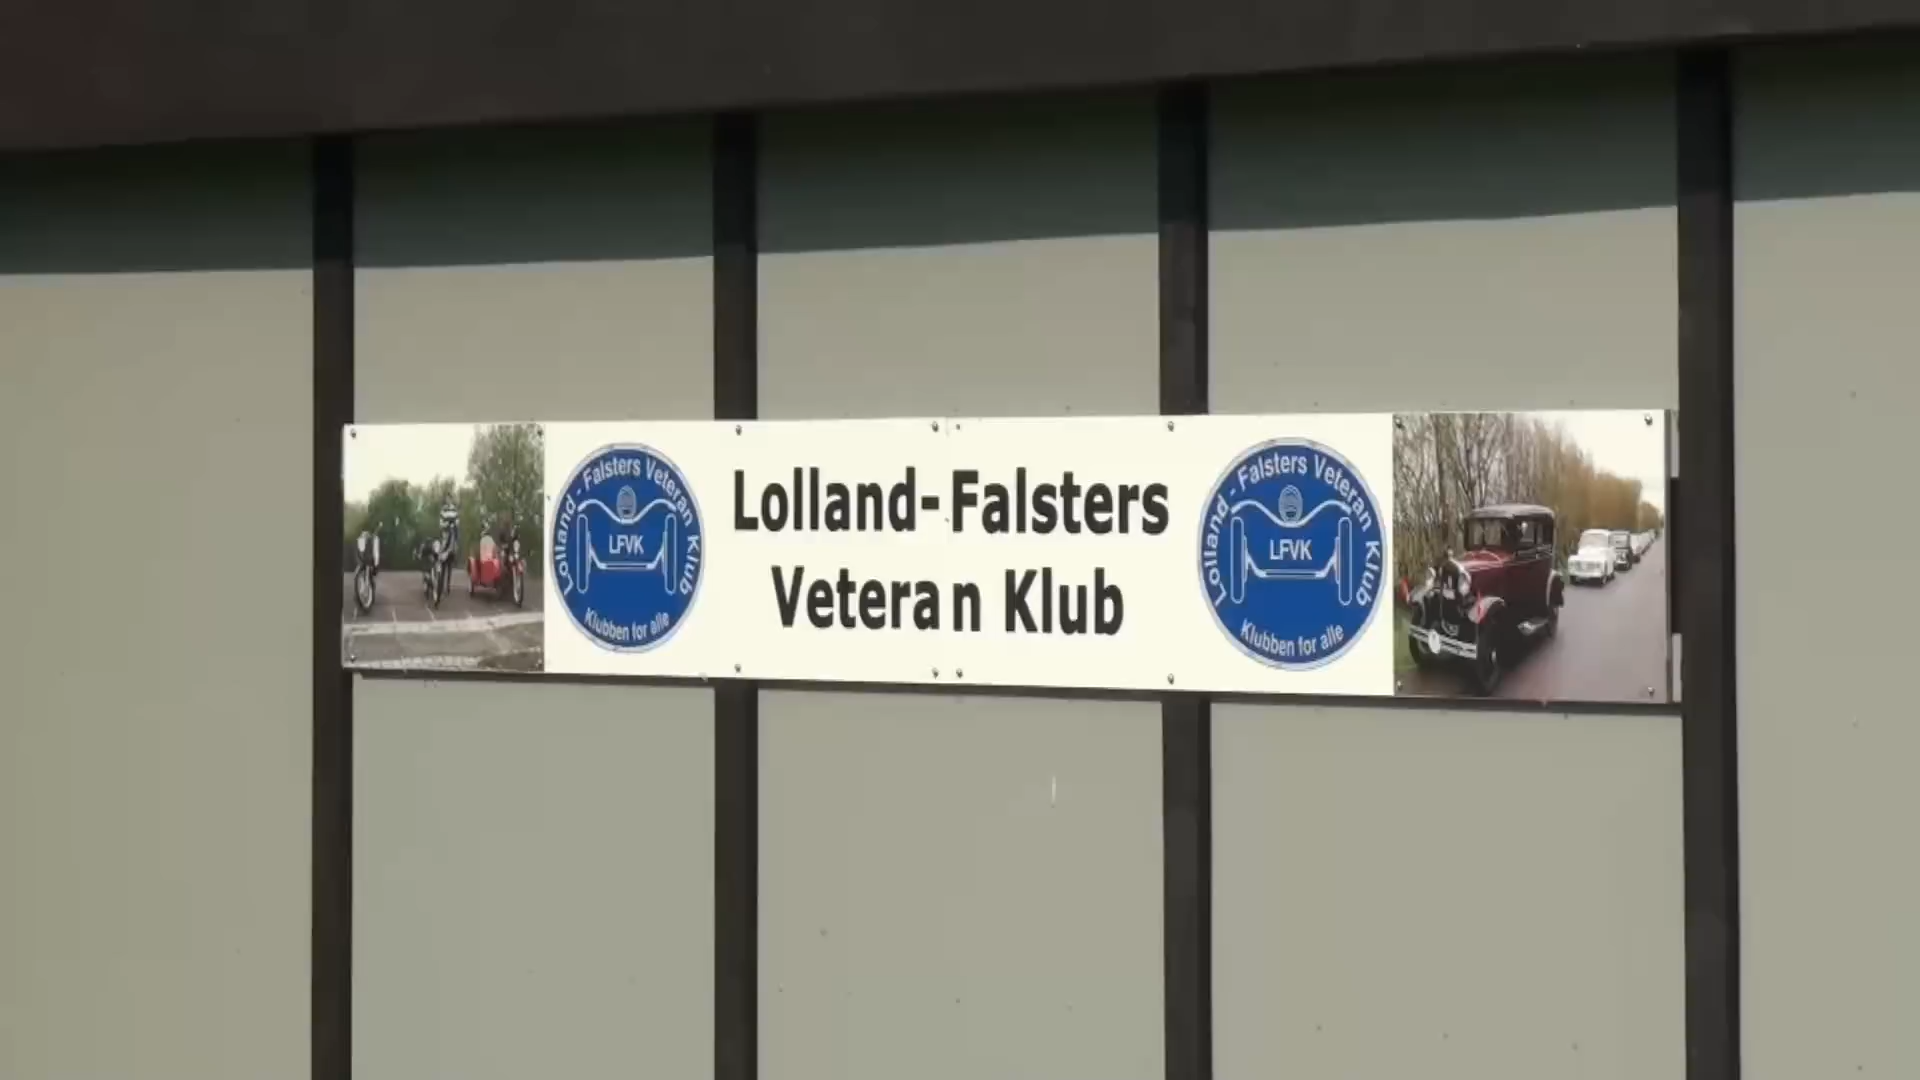 Lolland - Falsters Veteran Klub
LFVK
Klubben for alle
Lolland-Falsters
Veteran Klub
Lolland - Falsters Veteran Klub
LFVK
Klubben for alle